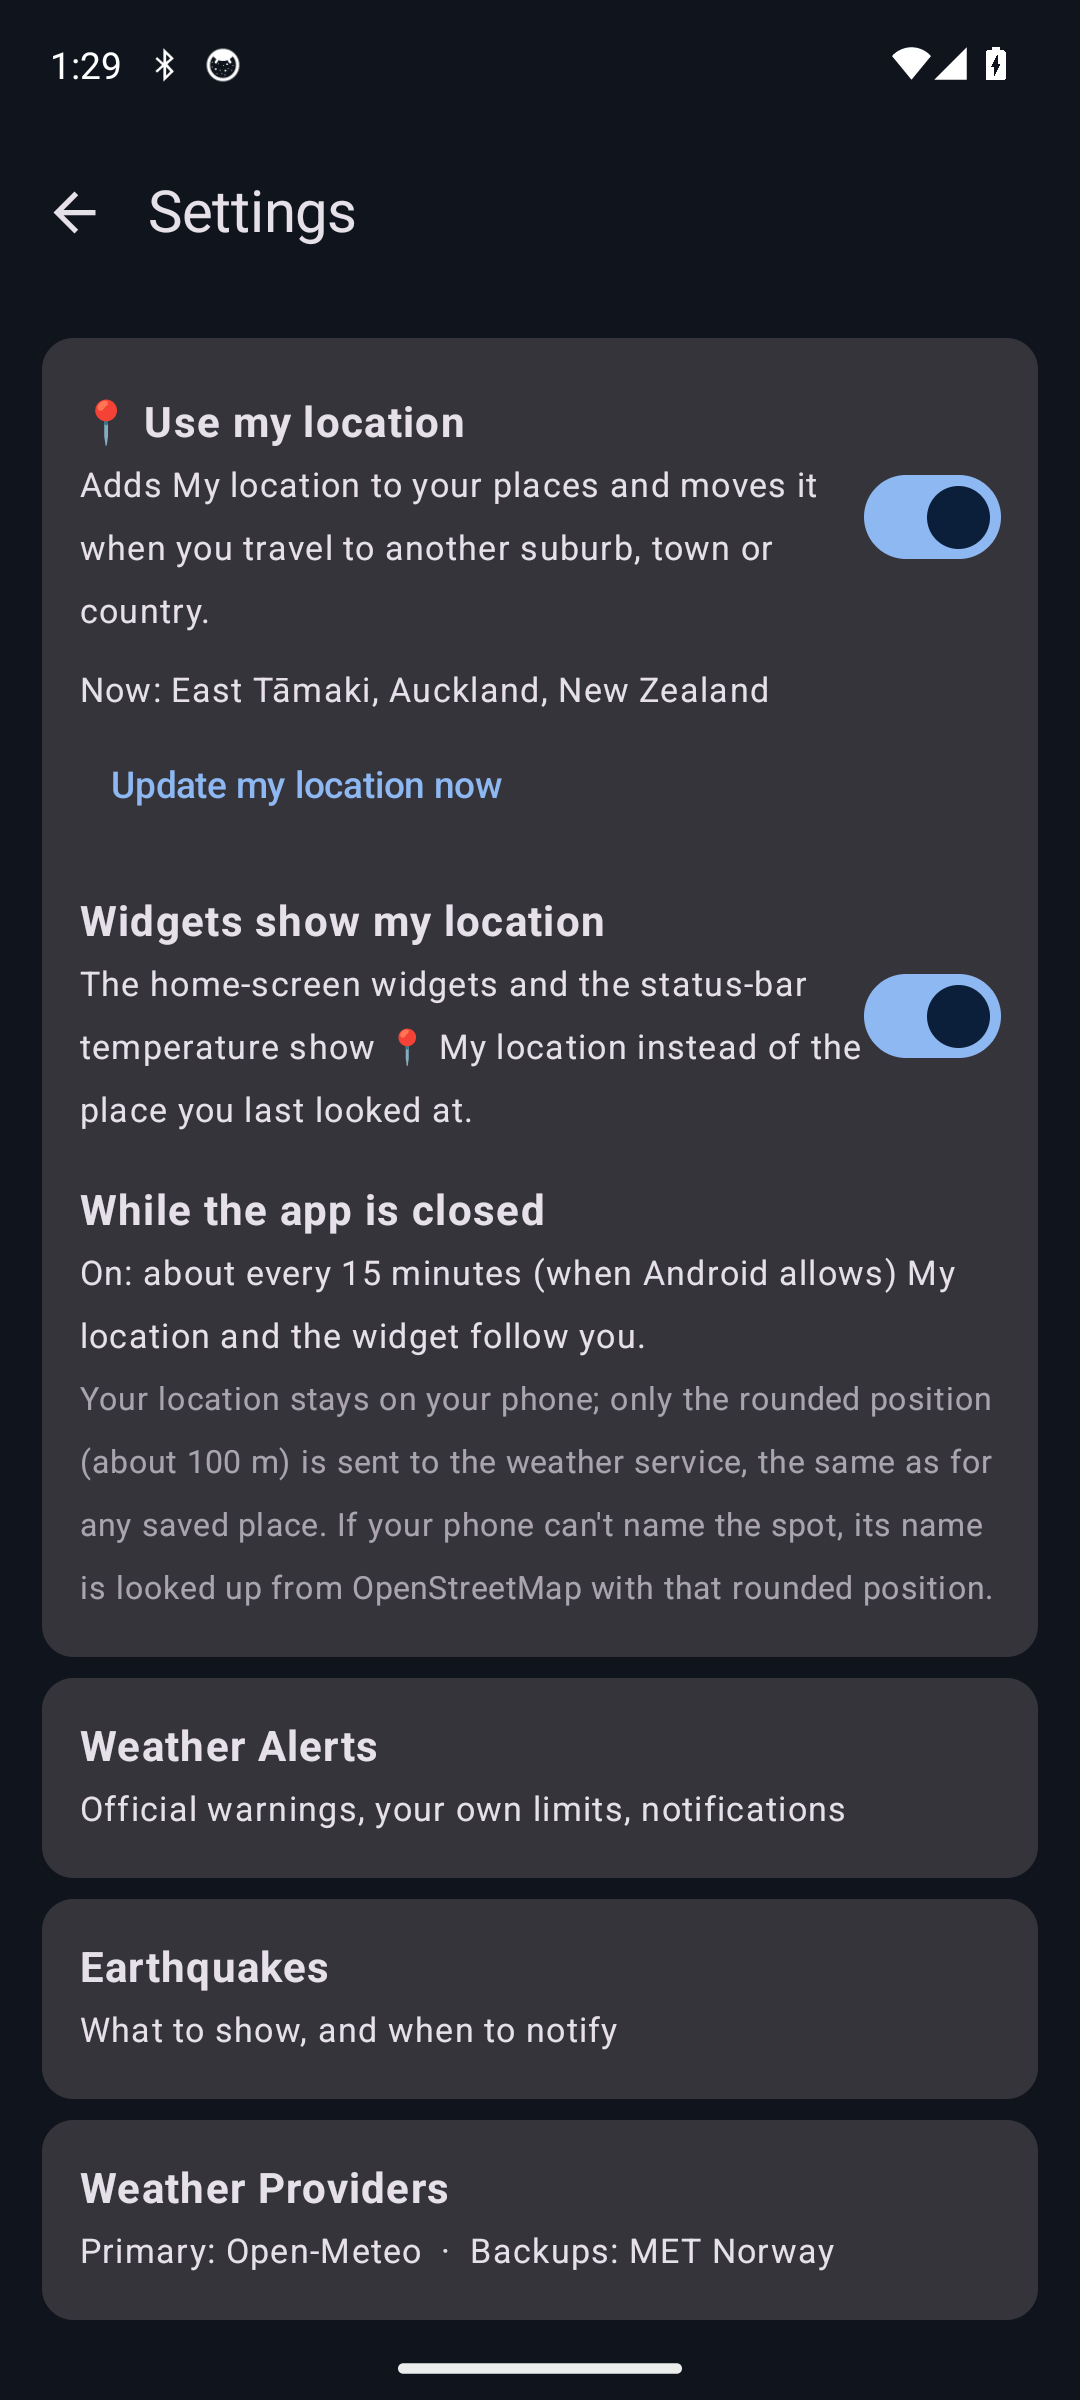 1:29
Settings
📍 Use my location
Adds My location to your places and moves it
when you travel to another suburb, town or
country.
Now: East Tāmaki, Auckland, New Zealand
Update my location now
Widgets show my location
The home-screen widgets and the status-bar
temperature show 📍 My location instead of the
place you last looked at.
While the app is closed
On: about every 15 minutes (when Android allows) My
location and the widget follow you.
Your location stays on your phone; only the rounded position
(about 100 m) is sent to the weather service, the same as for
any saved place. If your phone can't name the spot, its name
is looked up from OpenStreetMap with that rounded position.
Weather Alerts
Official warnings, your own limits, notifications
Earthquakes
What to show, and when to notify
Weather Providers
Primary: Open-Meteo · Backups: MET Norway